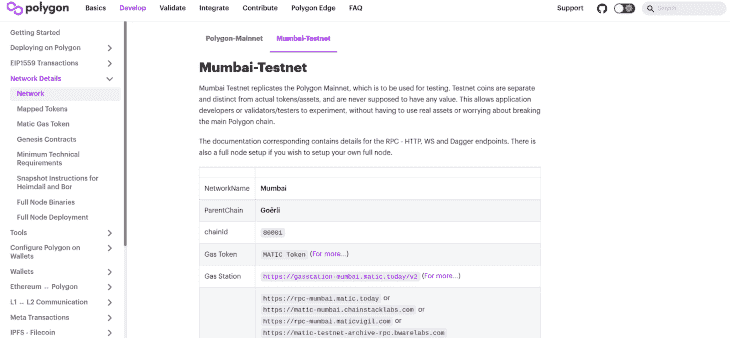 polygon
Basics
Develop
Validate
Integrate
Contribute
Polygon Edge
FAQ
Support
Search
Getting Started
Deploying on Polygon
EIP1559 Transactions
Network Details
Network
Mapped Tokens
Matic Gas Token
Genesis Contracts
Minimum Technical
Requirements
Snapshot Instructions for
Heimdall and Bor
Full Node Binaries
Full Node Deployment
Tools
Configure Polygon on
Wallets
Wallets
Ethereum ↔ Polygon
L1 ↔ L2 Communication
Meta Transactions
IPFS - Filecoin
Polygon-Mainnet
Mumbai-Testnet
Mumbai-Testnet
Mumbai Testnet replicates the Polygon Mainnet, which is to be used for testing. Testnet coins are separate
and distinct from actual tokens/assets, and are never supposed to have any value. This allows application
developers or validators/testers to experiment, without having to use real assets or worrying about breaking
the main Polygon chain.
The documentation corresponding contains details for the RPC - HTTP, WS and Dagger endpoints. There is
also a full node setup if you wish to setup your own full node.
NetworkName Mumbai
ParentChain Goërli
chainId 80001
Gas Token MATIC Token (For more...)
Gas Station https://gasstation-mumbai.matic.today/v2 (For more...)
https://rpc-mumbai.matic.today or
https://matic-mumbai.chainstacklabs.com or
https://rpc-mumbai.maticvigil.com or
https://matic-testnet-archive-rpc.bwarelabs.com